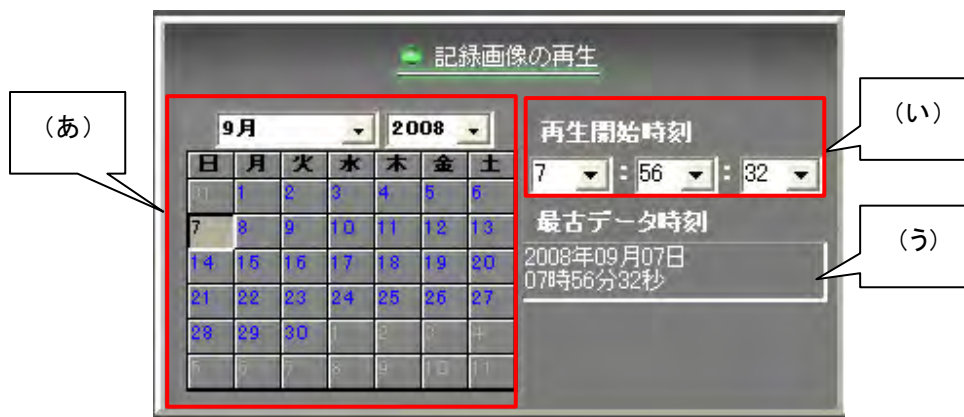 記録画像の再生
(あ)
(い)
9月 2008
再生開始時刻
日 月 火 水 木 金 土
7 : 56 : 32
31 1 2 3 4 5 6
最古データ時刻
7 8 9 10 11 12 13
(う)
2008年09月07日
14 15 16 17 18 19 20
07時56分32秒
21 22 23 24 25 26 27
28 29 30 1 2 3 4
5 6 7 8 9 10 11